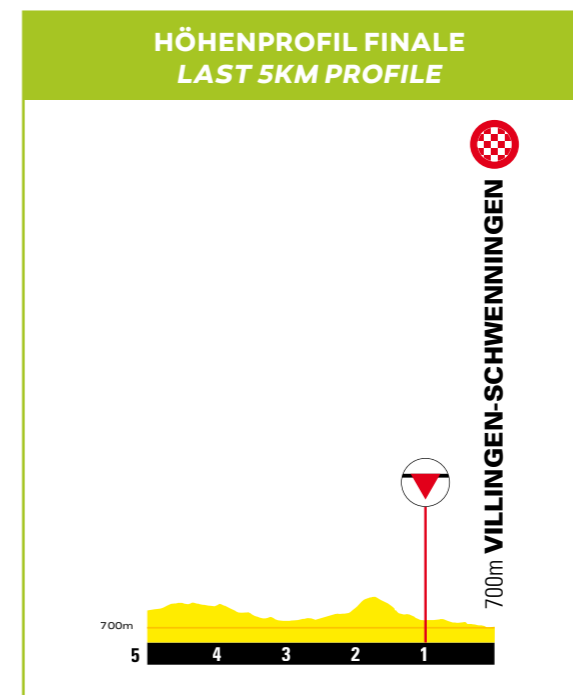 HÖHENPROFIL FINALE
LAST 5KM PROFILE
700m VILLINGEN-SCHWENNINGEN
700m
5 4 3 2 1